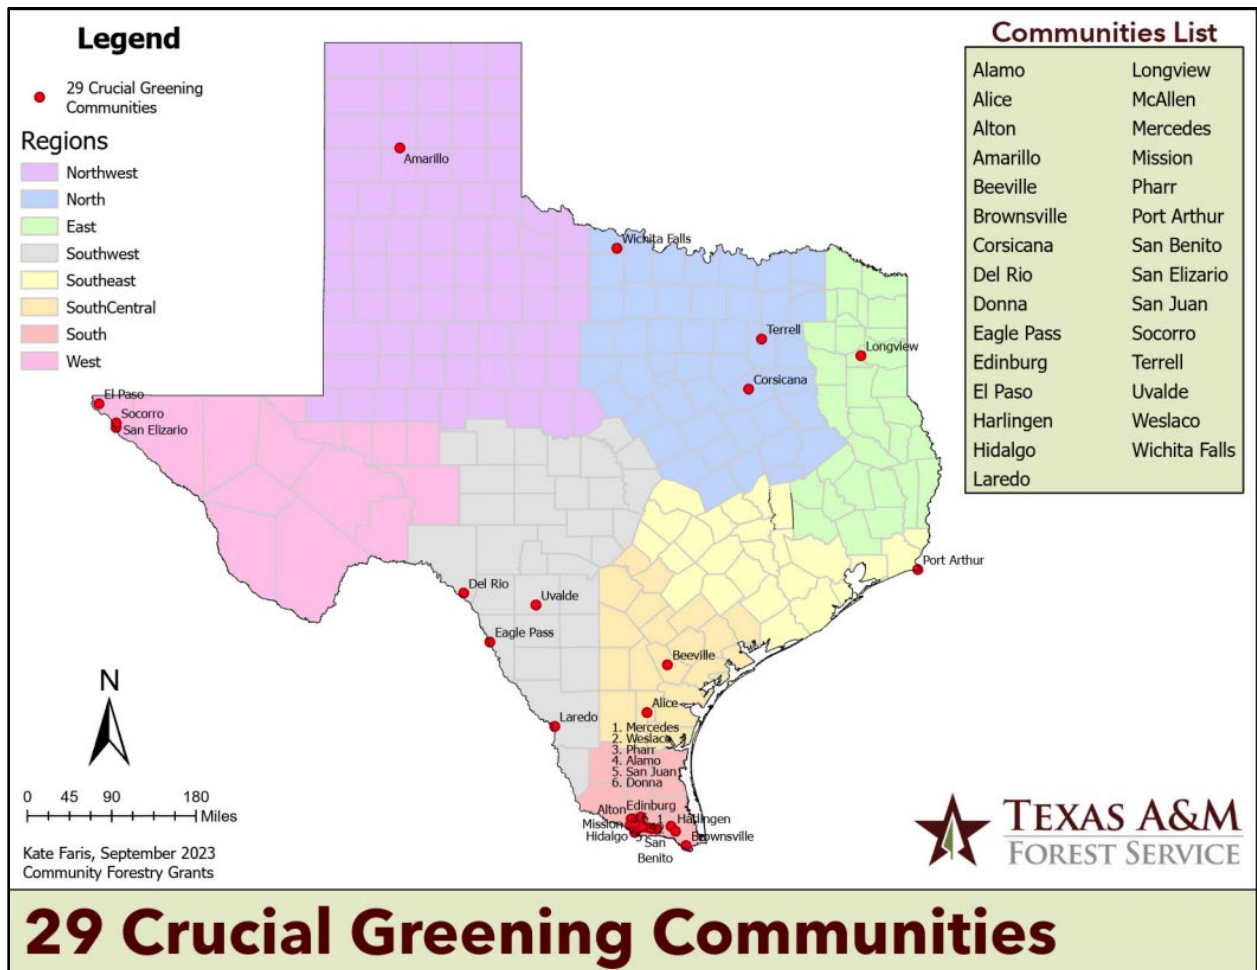 Legend
29 Crucial Greening
Communities
Regions
Northwest
North
East
Southwest
Southeast
SouthCentral
South
West
Communities List
Alamo
Alice
Alton
Amarillo
Beeville
Brownsville
Corsicana
Del Rio
Donna
Eagle Pass
Edinburg
El Paso
Harlingen
Hidalgo
Laredo
Longview
McAllen
Mercedes
Mission
Pharr
Port Arthur
San Benito
San Elizario
San Juan
Socorro
Terrell
Uvalde
Weslaco
Wichita Falls
Amarillo
Wichita Falls
Terrell
Longview
Corsicana
El Paso
Socorro
San Elizario
Port Arthur
Del Rio
Uvalde
Eagle Pass
Beeville
Alice
Laredo
1. Mercedes
2. Weslaco
3. Pharr
4. Alamo
5. San Juan
6. Donna
Alton
Edinburg
Mission
Harlingen
Hidalgo
San
Benito
Brownsville
N
0 45 90 180
Miles
Kate Faris, September 2023
Community Forestry Grants
TEXAS A&M
FOREST SERVICE
29 Crucial Greening Communities